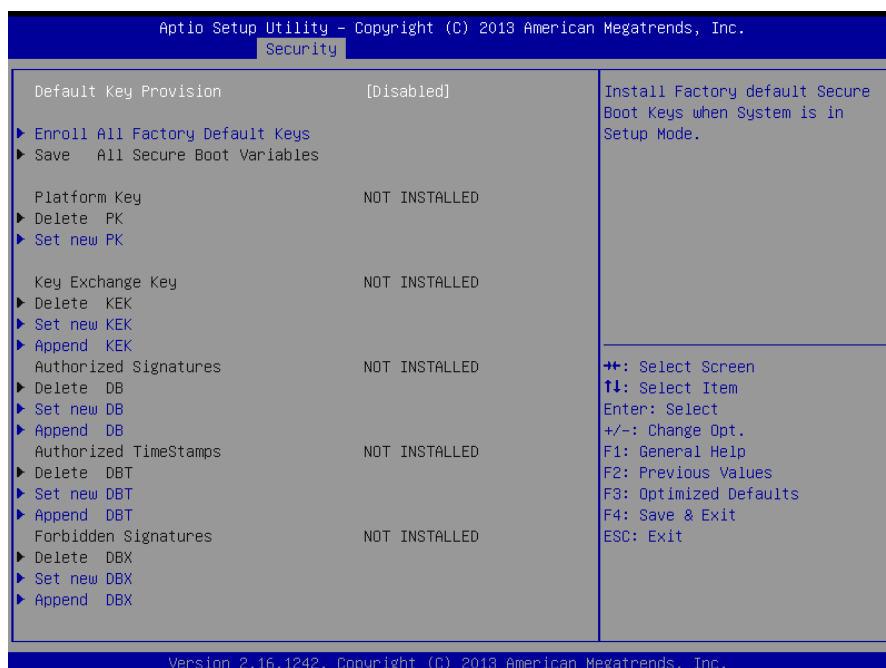 Aptio Setup Utility – Copyright (C) 2013 American Megatrends, Inc.
Security
Default Key Provision [Disabled]
Enroll All Factory Default Keys
Save All Secure Boot Variables
Platform Key NOT INSTALLED
Delete PK
Set new PK
Key Exchange Key NOT INSTALLED
Delete KEK
Set new KEK
Append KEK
Authorized Signatures NOT INSTALLED
Delete DB
Set new DB
Append DB
Authorized TimeStamps NOT INSTALLED
Delete DBT
Set new DBT
Append DBT
Forbidden Signatures NOT INSTALLED
Delete DBX
Set new DBX
Append DBX
Install Factory default Secure
Boot Keys when System is in
Setup Mode.
→←: Select Screen
↑↓: Select Item
Enter: Select
+/-: Change Opt.
F1: General Help
F2: Previous Values
F3: Optimized Defaults
F4: Save & Exit
ESC: Exit
Version 2.16.1242. Copyright (C) 2013 American Megatrends, Inc.